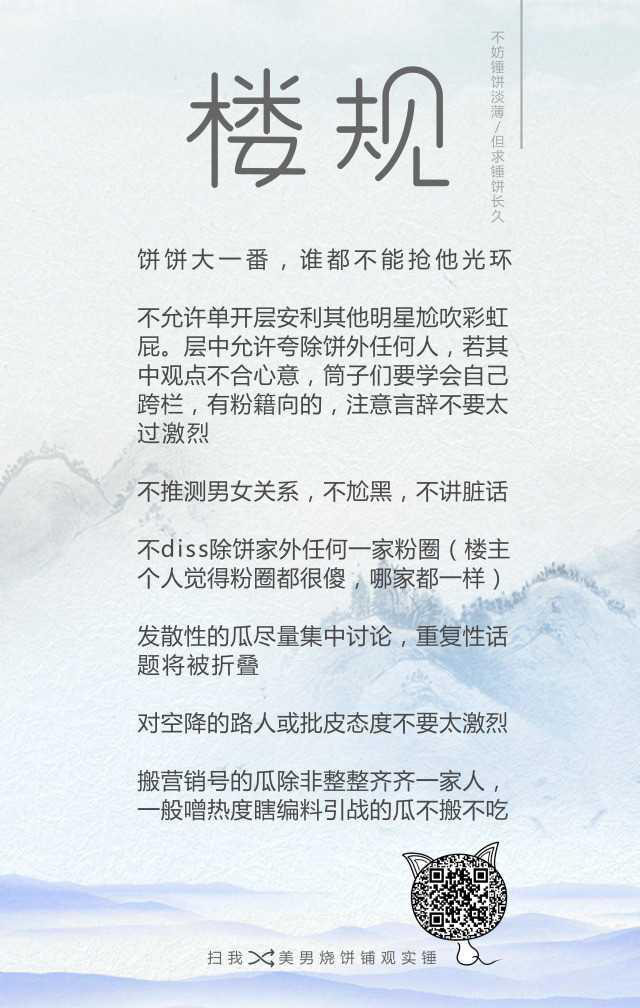 楼规
不妨锤饼淡薄/但求锤饼长久
饼饼大一番，谁都不能抢他光环
不允许单开层安利其他明星尬吹彩虹
屁。层中允许夸除饼外任何人，若其
中观点不合心意，筒子们要学会自己
跨栏，有粉籍向的，注意言辞不要太
过激烈
不推测男女关系，不尬黑，不讲脏话
不diss除饼家外任何一家粉圈（楼主
个人觉得粉圈都很傻，哪家都一样）
发散性的瓜尽量集中讨论，重复性话
题将被折叠
对空降的路人或批皮态度不要太激烈
搬营销号的瓜除非整整齐齐一家人，
一般噌热度瞎编料引战的瓜不搬不吃
扫我 美男烧饼铺观实锤